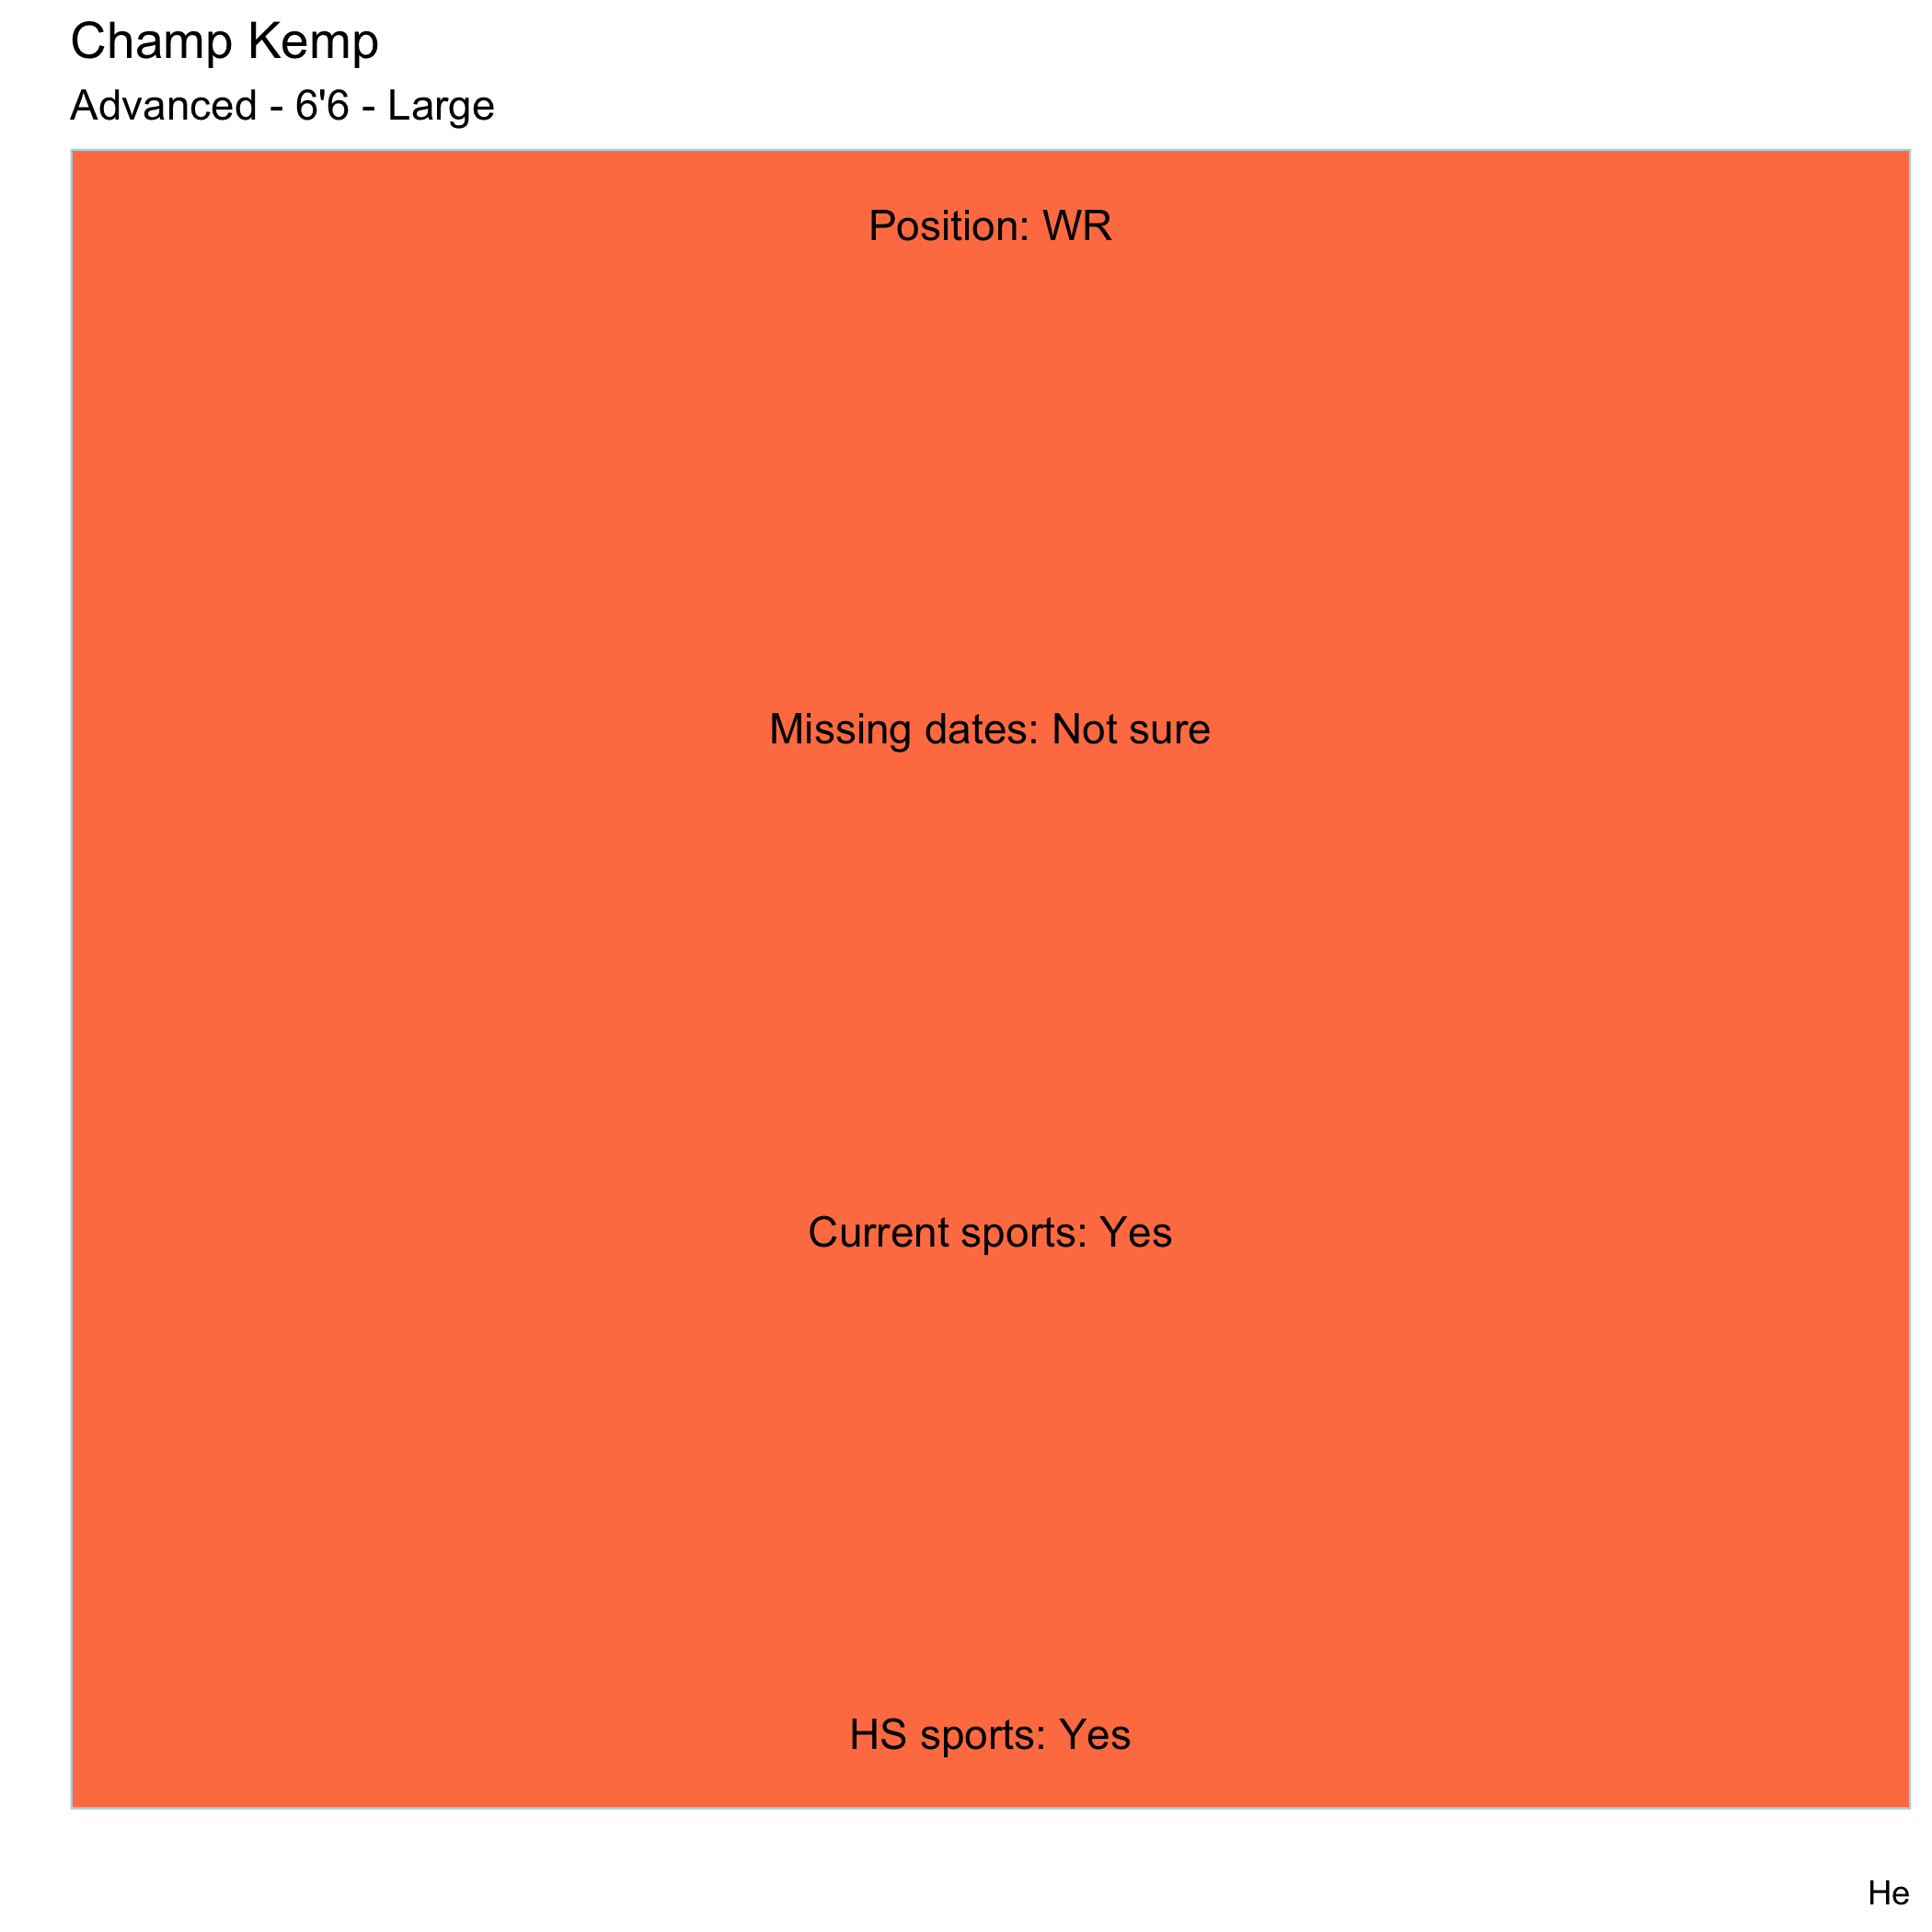 Champ Kemp
Advanced - 6'6 - Large
Position: WR
Missing dates: Not sure
Current sports: Yes
HS sports: Yes
He